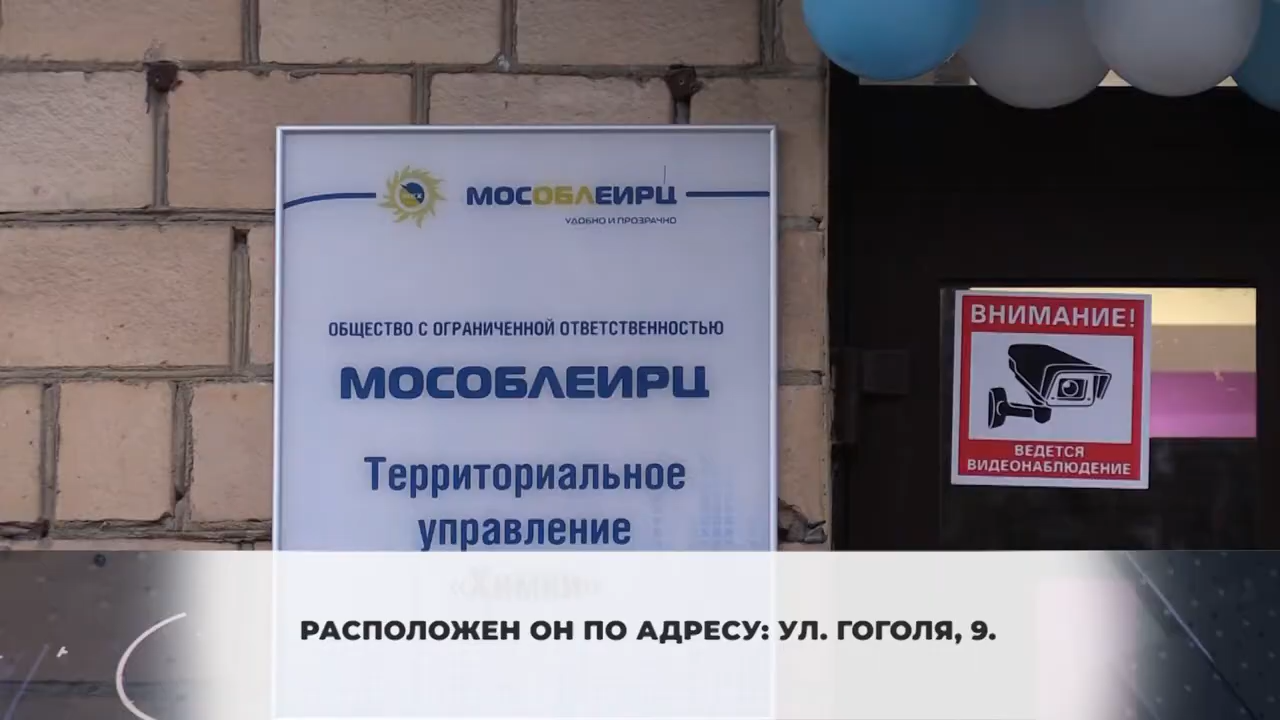 МОСОБЛЕИРЦ
УДОБНО И ПРОЗРАЧНО
ОБЩЕСТВО С ОГРАНИЧЕННОЙ ОТВЕТСТВЕННОСТЬЮ
МОСОБЛЕИРЦ
Территориальное
управление
«Химки»
ВНИМАНИЕ!
ВЕДЕТСЯ
ВИДЕОНАБЛЮДЕНИЕ
РАСПОЛОЖЕН ОН ПО АДРЕСУ: УЛ. ГОГОЛЯ, 9.